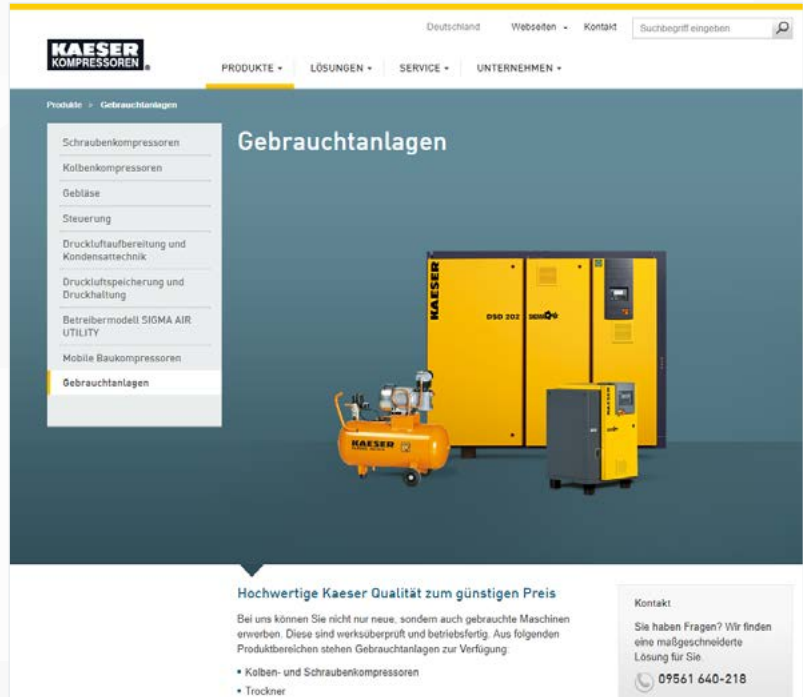 Deutschland Webseiten Kontakt Suchbegriff eingeben
KAESER
KOMPRESSOREN
PRODUKTE LÖSUNGEN SERVICE UNTERNEHMEN
Produkte > Gebrauchtanlagen
Schraubenkompressoren
Kolbenkompressoren
Gebläse
Steuerung
Druckluftaufbereitung und
Kondensattechnik
Druckluftspeicherung und
Druckhaltung
Betreibermodell SIGMA AIR
UTILITY
Mobile Baukompressoren
Gebrauchtanlagen
Gebrauchtanlagen
KAESER
DSD 202 SIGMA
KAESER
KAESER
Hochwertige Kaeser Qualität zum günstigen Preis
Bei uns können Sie nicht nur neue, sondern auch gebrauchte Maschinen
erwerben. Diese sind werksüberprüft und betriebsfertig. Aus folgenden
Produktbereichen stehen Gebrauchtanlagen zur Verfügung:
• Kolben- und Schraubenkompressoren
• Trockner
Kontakt
Sie haben Fragen? Wir finden
eine maßgeschneiderte
Lösung für Sie.
09561 640-218